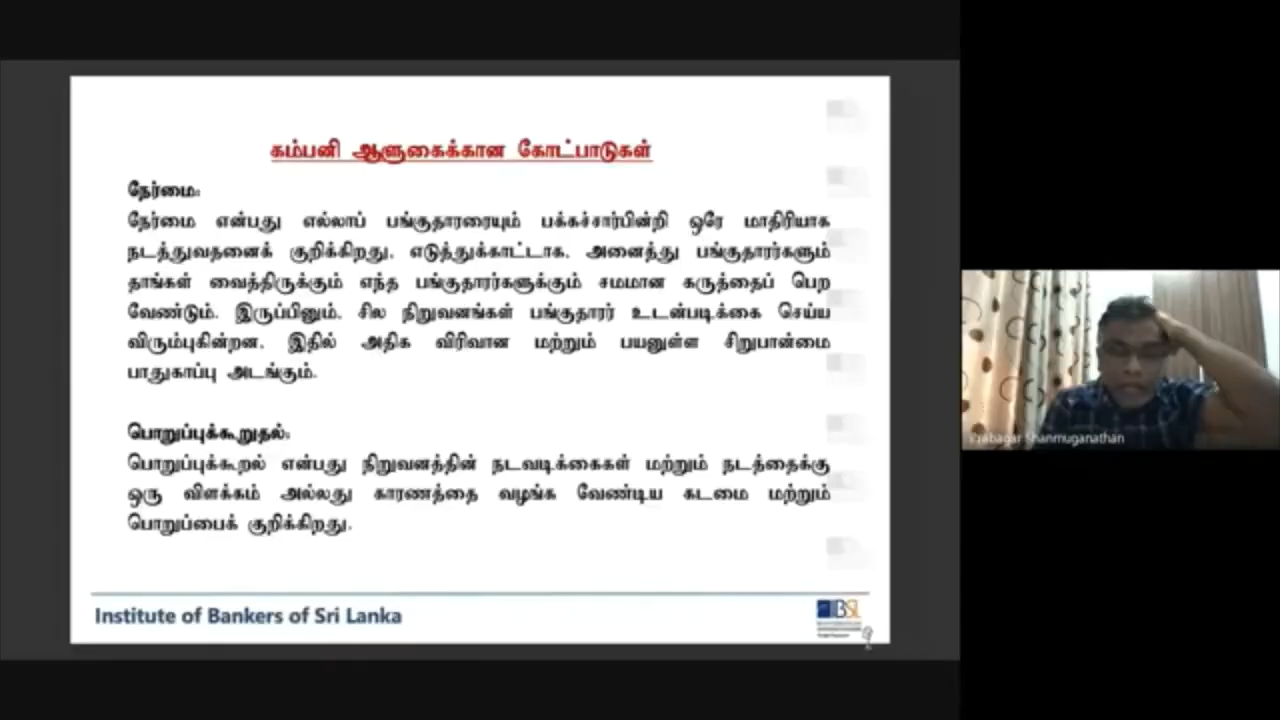 கம்பனி ஆளுகைக்கான கோட்பாடுகள்
நேர்மை:
நேர்மை என்பது எல்லாப் பங்குதாரரையும் பக்கச்சார்பின்றி ஒரே மாதிரியாக
நடத்துவதனைக் குறிக்கிறது. எடுத்துக்காட்டாக, அனைத்து பங்குதாரர்களும்
தாங்கள் வைத்திருக்கும் எந்த பங்குதாரர்களுக்கும் சமமான கருத்தைப் பெற
வேண்டும். இருப்பினும், சில நிறுவனங்கள் பங்குதாரர் உடன்படிக்கை செய்ய
விரும்புகின்றன, இதில் அதிக விரிவான மற்றும் பயனுள்ள சிறுபான்மை
பாதுகாப்பு அடங்கும்.
பொறுப்புக்கூறுதல்:
பொறுப்புக்கூறல் என்பது நிறுவனத்தின் நடவடிக்கைகள் மற்றும் நடத்தைக்கு
ஒரு விளக்கம் அல்லது காரணத்தை வழங்க வேண்டிய கடமை மற்றும்
பொறுப்பைக் குறிக்கிறது.
Institute of Bankers of Sri Lanka
IBSL
Prabagar Shanmuganathan